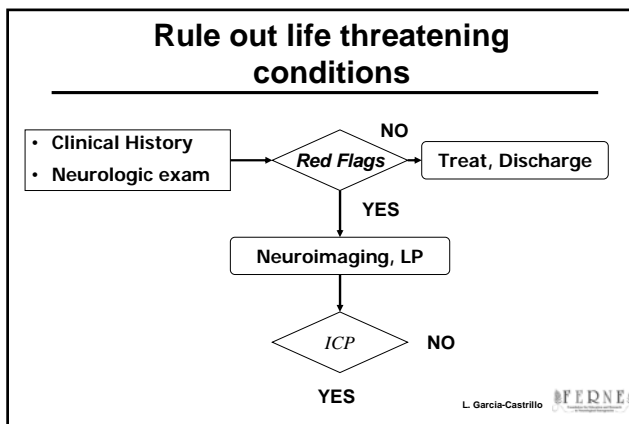 Rule out life threatening
conditions
• Clinical History
• Neurologic exam
Red Flags
NO
Treat, Discharge
YES
Neuroimaging, LP
ICP
NO
YES
L. Garcia-Castrillo
FERNE